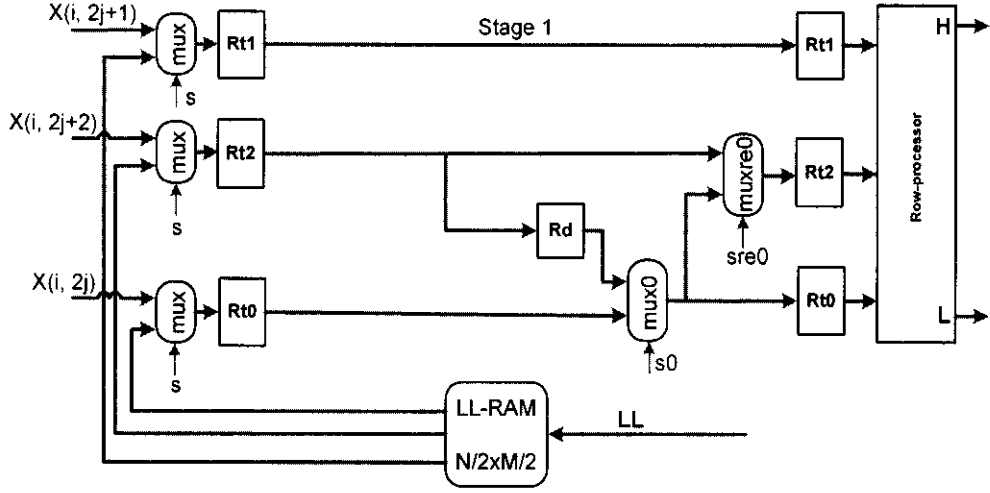 X(i, 2j+1)
mux
Rt1
Stage 1
Rt1
H
s
X(i, 2j+2)
mux
Rt2
muxre0
Rt2
Row-processor
s
Rd
sre0
X(i, 2j)
mux
Rt0
mux0
Rt0
L
s
s0
LL-RAM
LL
N/2xM/2